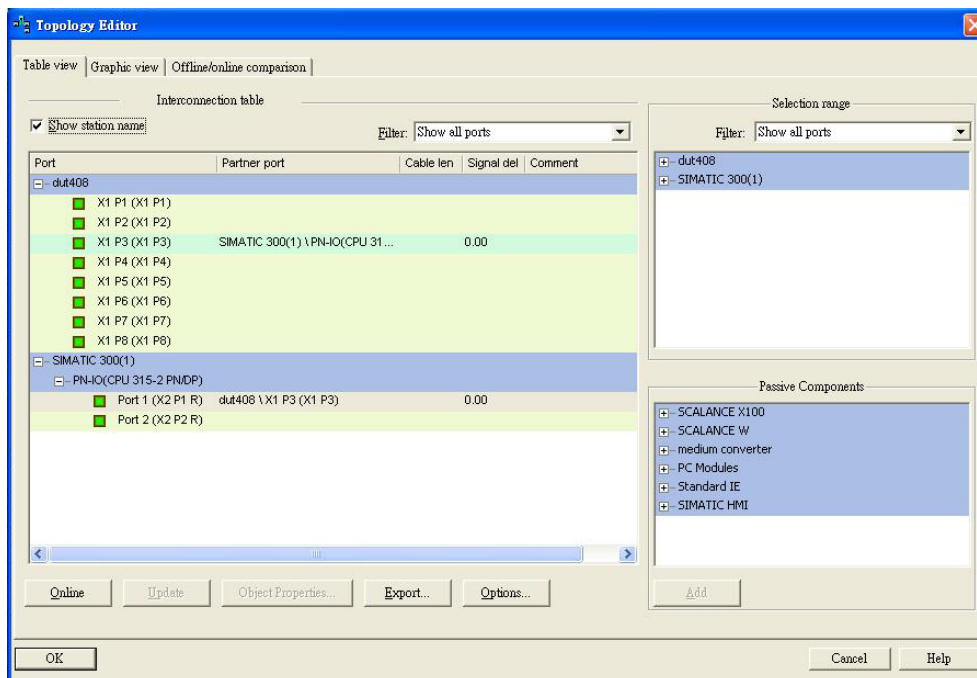 Topology Editor
Table view Graphic view Offline/online comparison
Interconnection table
Show station name
Filter: Show all ports
Port Partner port Cable len Signal del Comment
dut408
X1 P1 (X1 P1)
X1 P2 (X1 P2)
X1 P3 (X1 P3) SIMATIC 300(1) \ PN-IO(CPU 31... 0.00
X1 P4 (X1 P4)
X1 P5 (X1 P5)
X1 P6 (X1 P6)
X1 P7 (X1 P7)
X1 P8 (X1 P8)
SIMATIC 300(1)
PN-IO(CPU 315-2 PN/DP)
Port 1 (X2 P1 R) dut408 \ X1 P3 (X1 P3) 0.00
Port 2 (X2 P2 R)
Online Update Object Properties... Export... Options...
Selection range
Filter: Show all ports
dut408
SIMATIC 300(1)
Passive Components
SCALANCE X100
SCALANCE W
medium converter
PC Modules
Standard IE
SIMATIC HMI
Add
OK Cancel Help